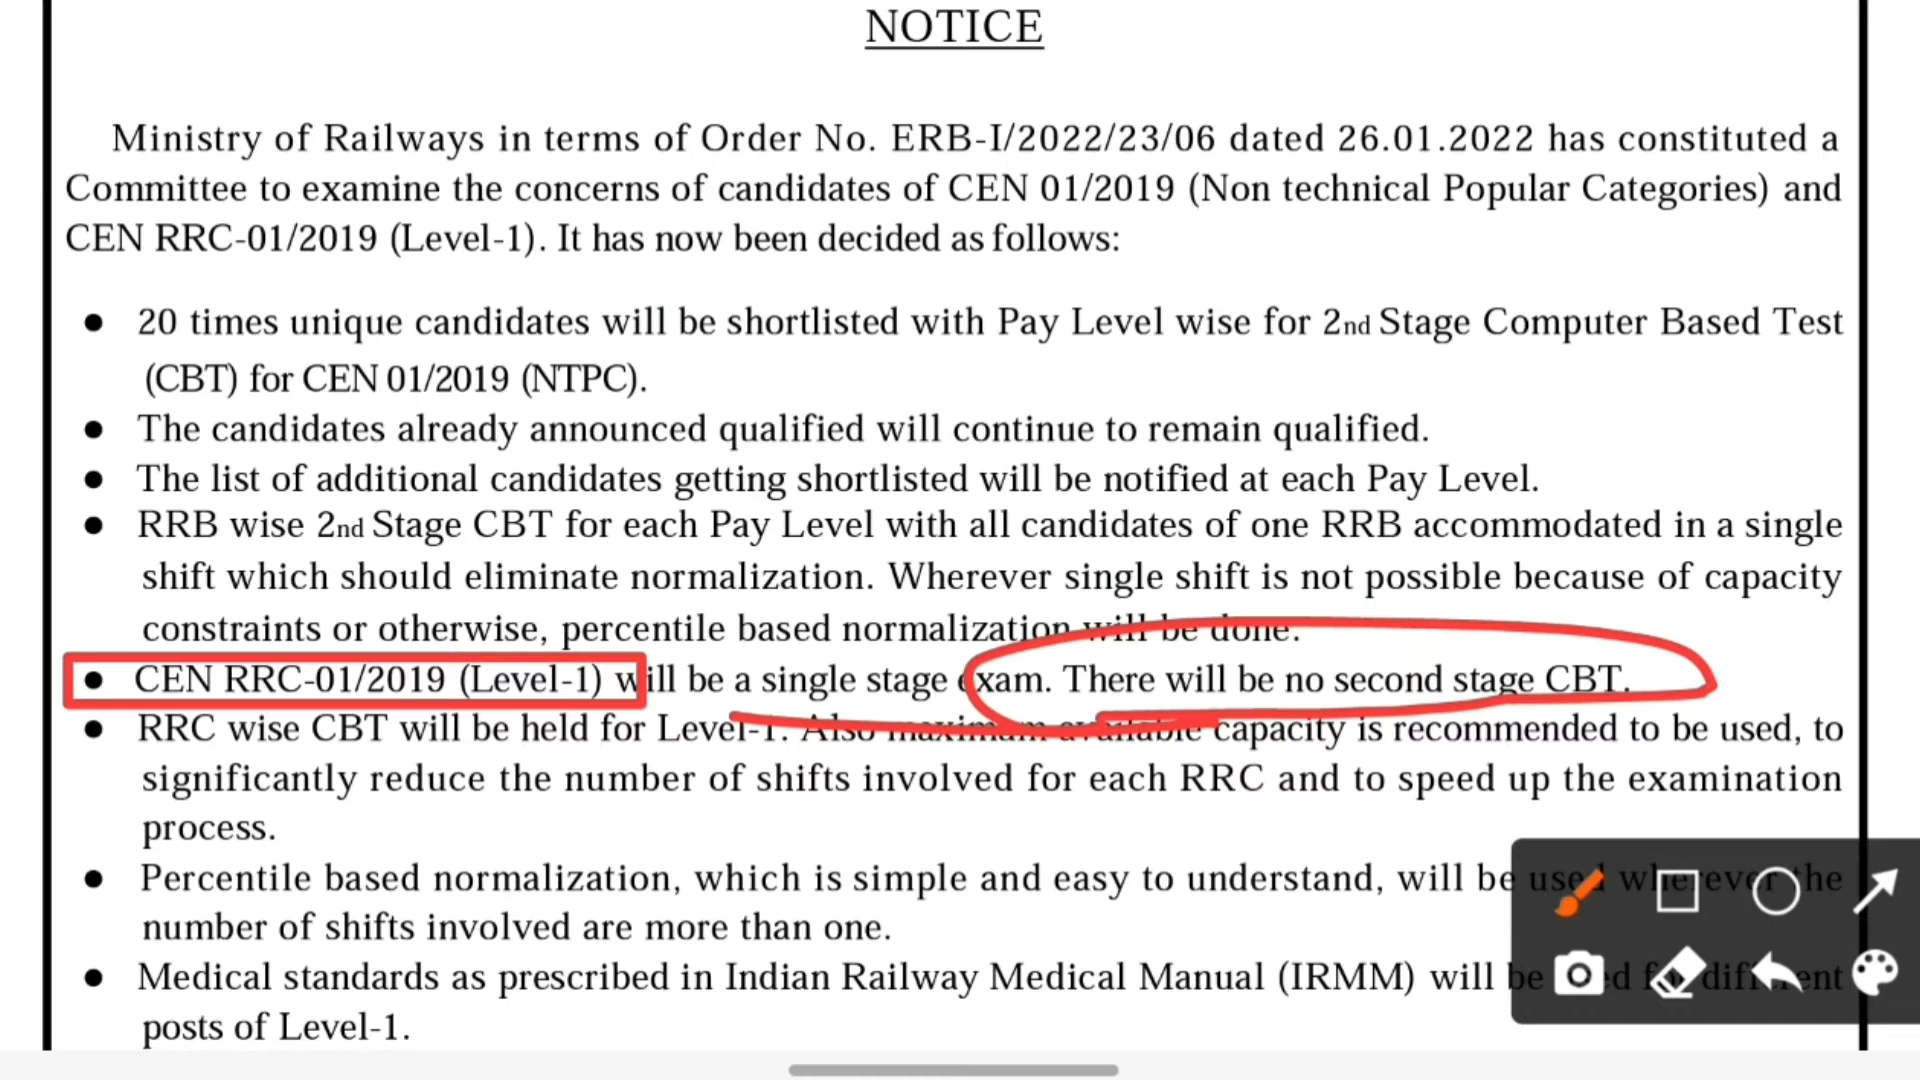 NOTICE
Ministry of Railways in terms of Order No. ERB-I/2022/23/06 dated 26.01.2022 has constituted a
Committee to examine the concerns of candidates of CEN 01/2019 (Non technical Popular Categories) and
CEN RRC-01/2019 (Level-1). It has now been decided as follows:
● 20 times unique candidates will be shortlisted with Pay Level wise for 2nd Stage Computer Based Test
(CBT) for CEN 01/2019 (NTPC).
● The candidates already announced qualified will continue to remain qualified.
● The list of additional candidates getting shortlisted will be notified at each Pay Level.
● RRB wise 2nd Stage CBT for each Pay Level with all candidates of one RRB accommodated in a single
shift which should eliminate normalization. Wherever single shift is not possible because of capacity
constraints or otherwise, percentile based normalization will be done.
● CEN RRC-01/2019 (Level-1) will be a single stage exam. There will be no second stage CBT.
● RRC wise CBT will be held for Level-1. Also maximum available capacity is recommended to be used, to
significantly reduce the number of shifts involved for each RRC and to speed up the examination
process.
● Percentile based normalization, which is simple and easy to understand, will be used wherever the
number of shifts involved are more than one.
● Medical standards as prescribed in Indian Railway Medical Manual (IRMM) will be different
posts of Level-1.